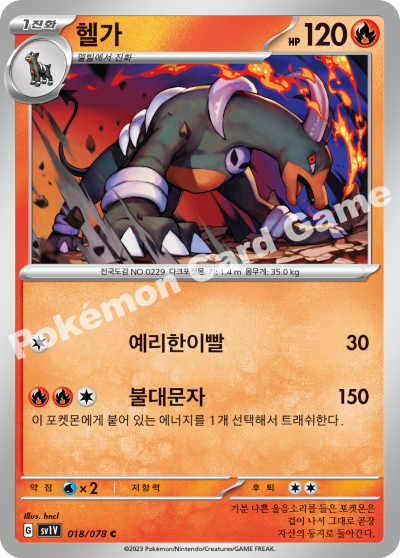 1진화
헬가
HP 120
델빌에서 진화
전국도감 NO.0229 다크포켓몬 키: 1.4 m 몸무게: 35.0 kg
Pokémon Card Game
예리한이빨 30
불대문자 150
이 포켓몬에게 붙어 있는 에너지를 1개 선택해서 트래쉬한다.
약점 ×2 저항력 후퇴
Illus. hncl
G sv1V 018/078 C
기분 나쁜 울음소리를 들은 포켓몬은
겁이 나서 그대로 곧장
자신의 둥지로 돌아간다.
©2023 Pokémon/Nintendo/Creatures/GAME FREAK.